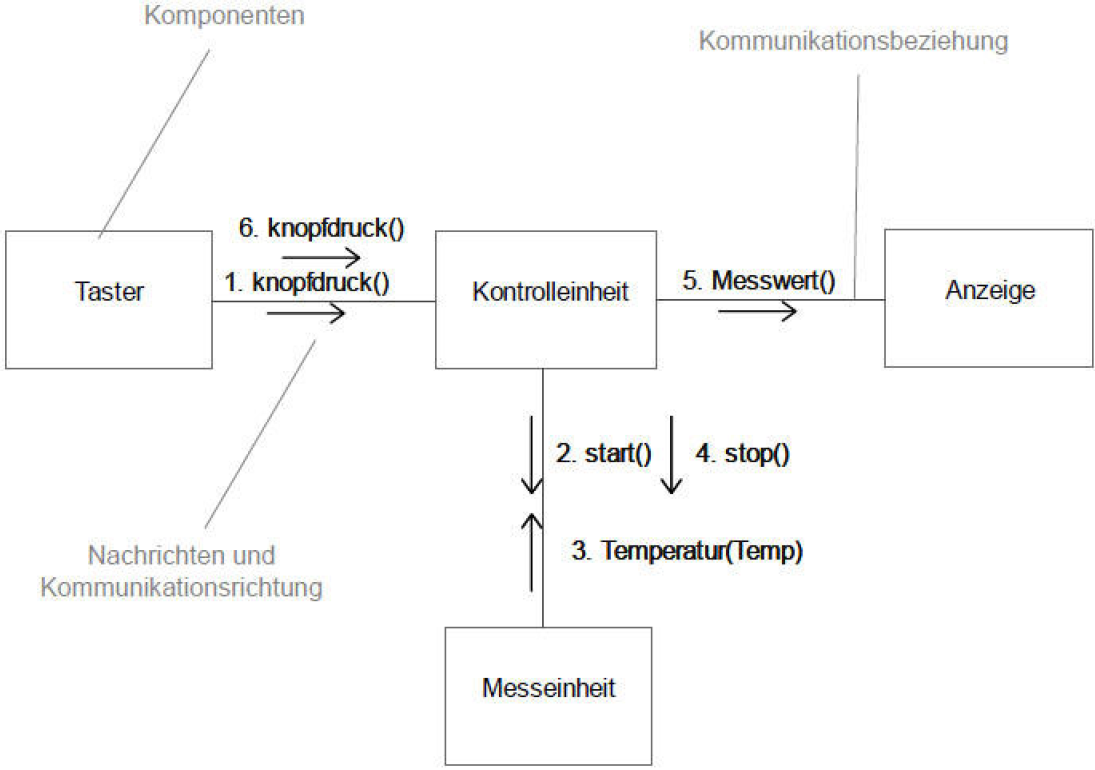 Komponenten
Kommunikationsbeziehung
6. knopfdruck()
1. knopfdruck()
Taster
Kontrolleinheit
5. Messwert()
Anzeige
2. start()
4. stop()
3. Temperatur(Temp)
Nachrichten und
Kommunikationsrichtung
Messeinheit